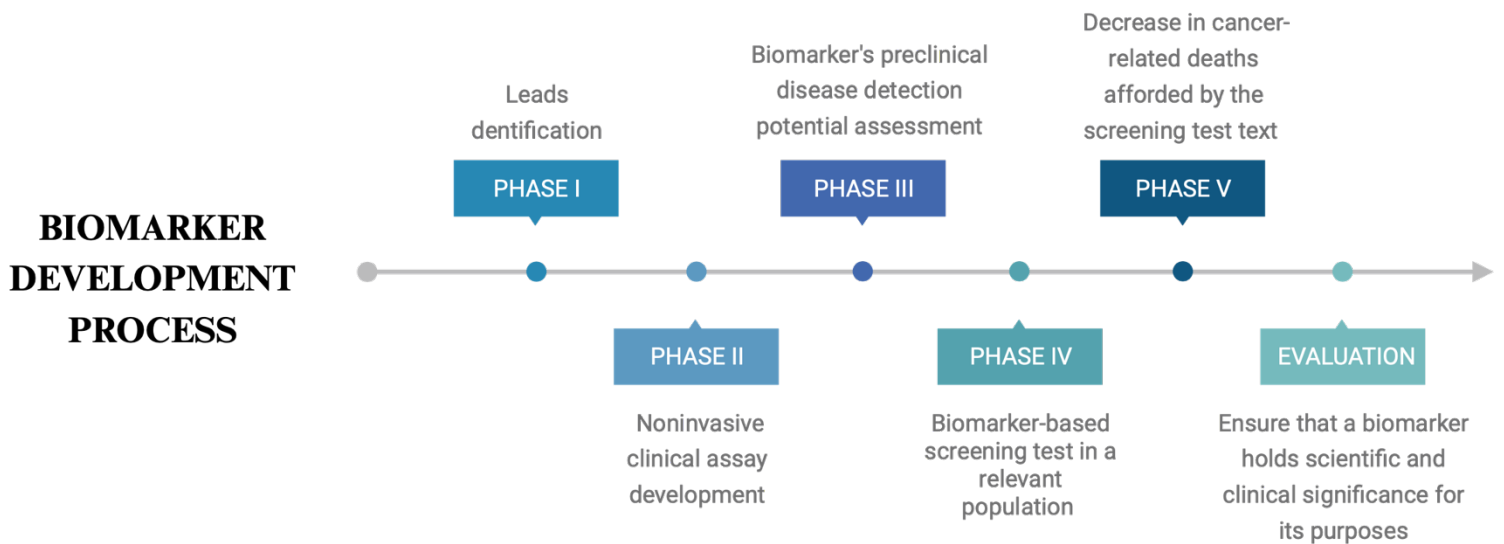 BIOMARKER
DEVELOPMENT
PROCESS
Leads
dentification
PHASE I
PHASE II
Noninvasive
clinical assay
development
Biomarker's preclinical
disease detection
potential assessment
PHASE III
PHASE IV
Biomarker-based
screening test in a
relevant
population
Decrease in cancer-
related deaths
afforded by the
screening test text
PHASE V
EVALUATION
Ensure that a biomarker
holds scientific and
clinical significance for
its purposes